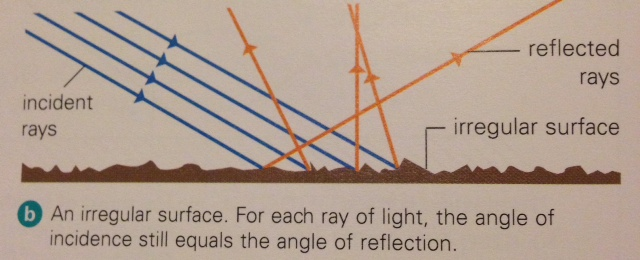 reflected
rays
incident
rays
irregular surface
b An irregular surface. For each ray of light, the angle of
incidence still equals the angle of reflection.